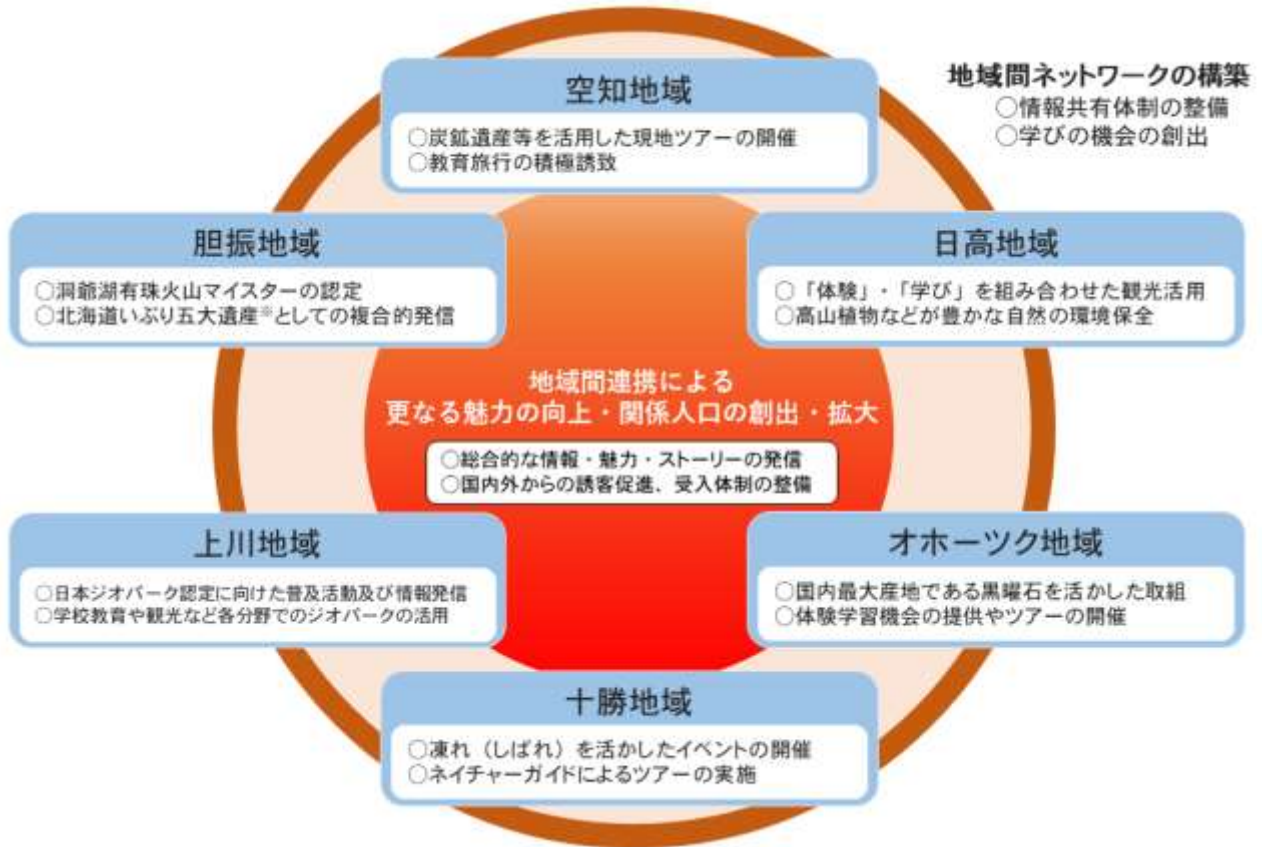 空知地域
○炭鉱遺産等を活用した現地ツアーの開催
○教育旅行の積極誘致
地域間ネットワークの構築
○情報共有体制の整備
○学びの機会の創出
胆振地域
○洞爺湖有珠火山マイスターの認定
○北海道いぶり五大遺産※としての複合的発信
日高地域
○「体験」・「学び」を組み合わせた観光活用
○高山植物などが豊かな自然の環境保全
地域間連携による
更なる魅力の向上・関係人口の創出・拡大
○総合的な情報・魅力・ストーリーの発信
○国内外からの誘客促進、受入体制の整備
上川地域
○日本ジオパーク認定に向けた普及活動及び情報発信
○学校教育や観光など各分野でのジオパークの活用
オホーツク地域
○国内最大産地である黒曜石を活かした取組
○体験学習機会の提供やツアーの開催
十勝地域
○凍れ（しばれ）を活かしたイベントの開催
○ネイチャーガイドによるツアーの実施